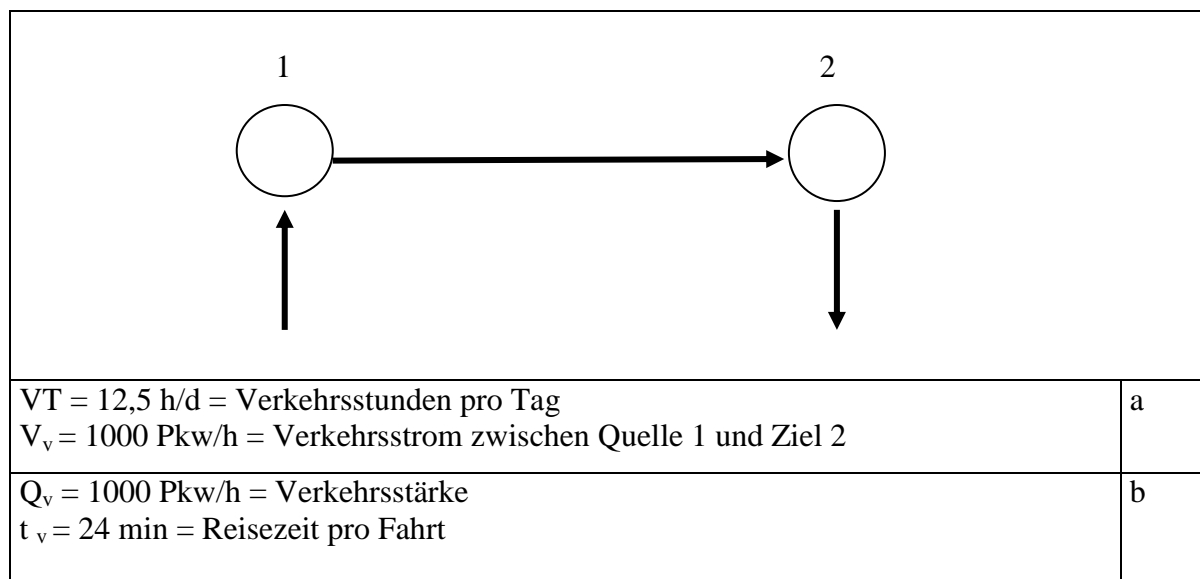 1 2
VT = 12,5 h/d = Verkehrsstunden pro Tag a
Vv = 1000 Pkw/h = Verkehrsstrom zwischen Quelle 1 und Ziel 2
Qv = 1000 Pkw/h = Verkehrsstärke b
t v = 24 min = Reisezeit pro Fahrt